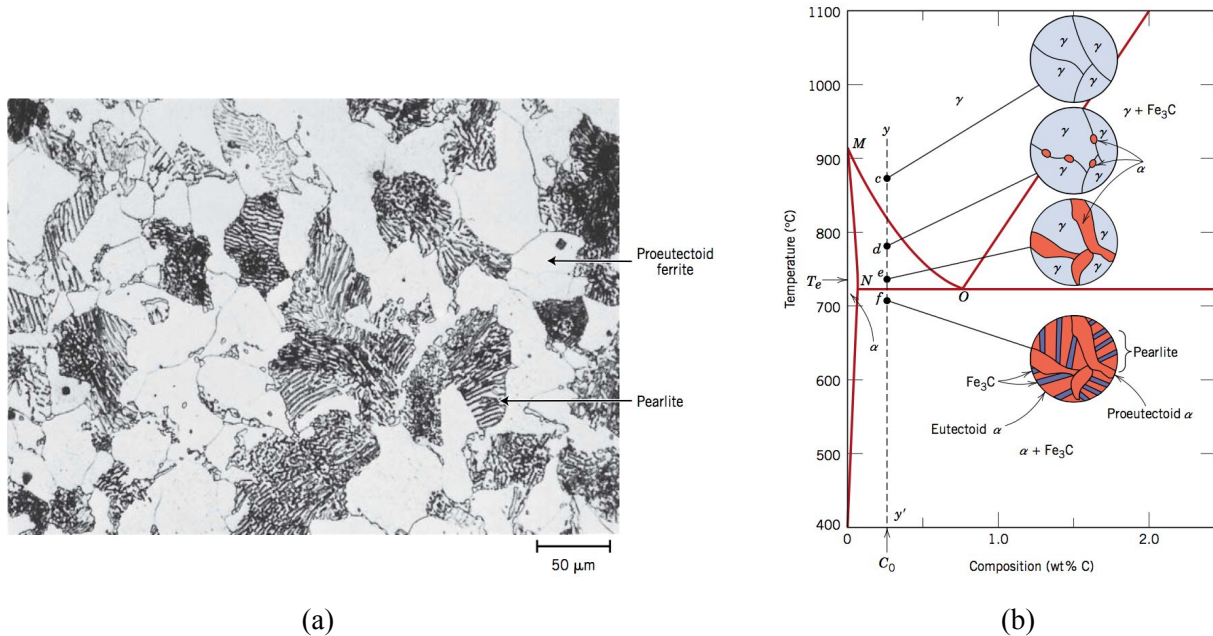 Proeutectoid
ferrite
Pearlite
50 μm
(a)
1100
1000
900
800
700
600
500
400
Temperature (°C)
T_e
M
N
O
y
c
d
e
f
y′
γ
γ
γ
γ
γ
γ
γ
γ
γ
γ
γ
γ
γ + Fe₃C
α
α
Pearlite
Fe₃C
Proeutectoid α
Eutectoid α
α + Fe₃C
0
1.0
2.0
Composition (wt% C)
C₀
(b)